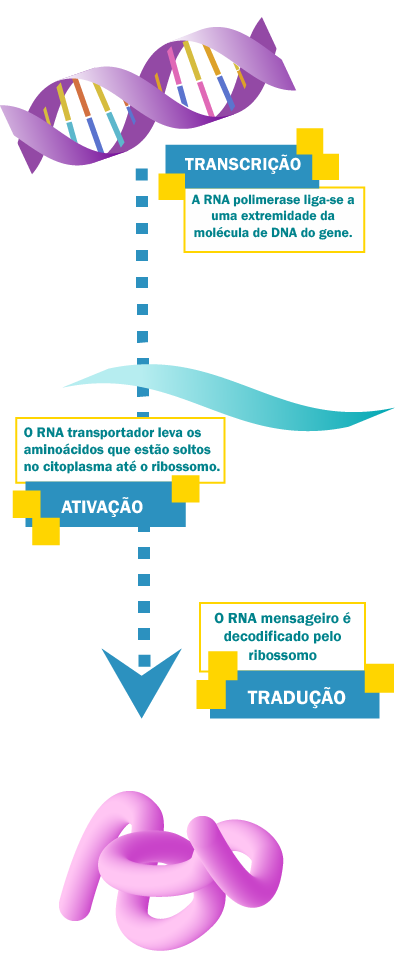 TRANSCRIÇÃO
A RNA polimerase liga-se a
uma extremidade da
molécula de DNA do gene.
O RNA transportador leva os
aminoácidos que estão soltos
no citoplasma até o ribossomo.
ATIVAÇÃO
O RNA mensageiro é
decodificado pelo
ribossomo
TRADUÇÃO